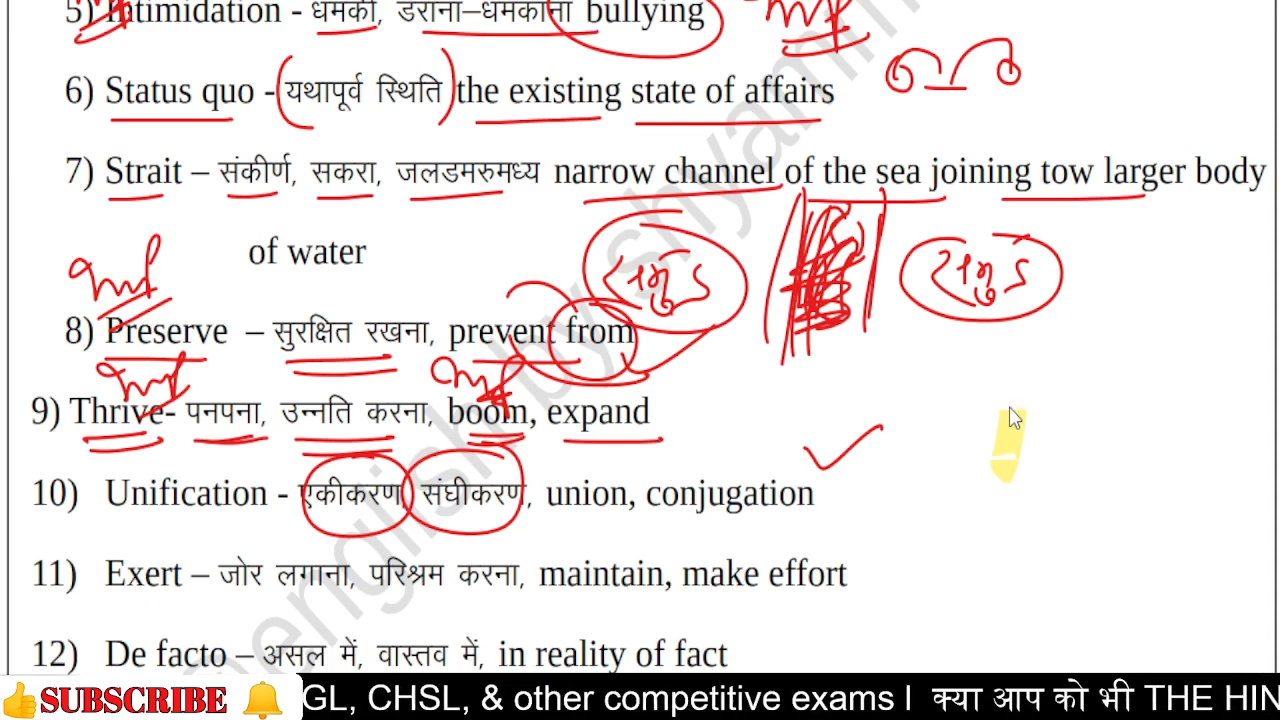 5) Intimidation - धमकी, डराना–धमकाना bullying
6) Status quo - (यथापूर्व स्थिति) the existing state of affairs
7) Strait – संकीर्ण, सकरा, जलडमरुमध्य narrow channel of the sea joining tow larger body
of water
Imp
8) Preserve – सुरक्षित रखना, prevent from
Imp
Imp
9) Thrive- पनपना, उन्नति करना, boom, expand
10) Unification - एकीकरण, संघीकरण, union, conjugation
11) Exert – जोर लगाना, परिश्रम करना, maintain, make effort
12) De facto – असल में, वास्तव में, in reality of fact
SUBSCRIBE
GL, CHSL, & other competitive exams l क्या आप को भी THE HIN